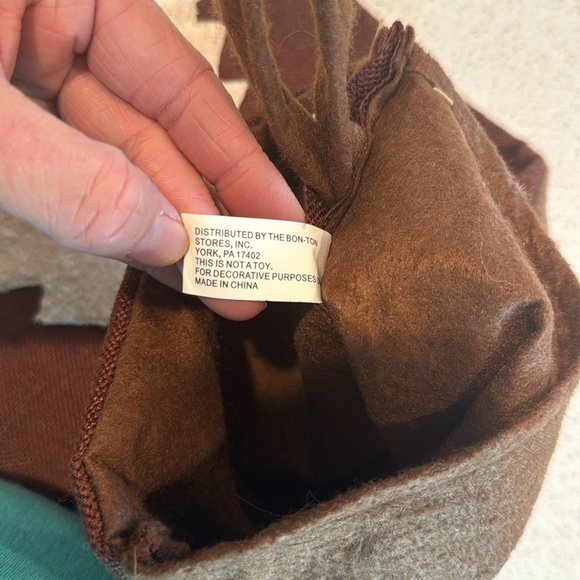 DISTRIBUTED BY THE BON-TON
STORES, INC.
YORK, PA 17402
THIS IS NOT A TOY.
FOR DECORATIVE PURPOSES
MADE IN CHINA